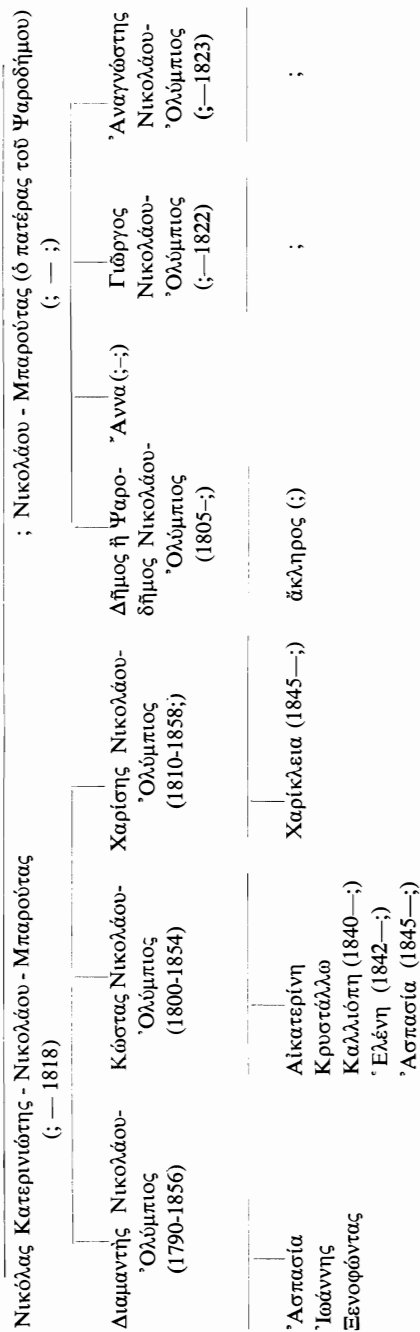 Νικόλας Κατερινιώτης - Νικολάου - Μπαρούτας
(; — 1818)
; Νικολάου - Μπαρούτας (ὁ πατέρας τοῦ Ψαροδήμου)
(; — ;)
Διαμαντὴς Νικολάου-
Ὀλύμπιος
(1790-1856)
Κώστας Νικολάου-
Ὀλύμπιος
(1800-1854)
Χαρίσης Νικολάου-
Ὀλύμπιος
(1810-1858;)
Δῆμος ἢ Ψαρο-
δῆμος Νικολάου-
Ὀλύμπιος
(1805-;)
Ἄννα (;-;)
Γιῶργος
Νικολάου-
Ὀλύμπιος
(;—1822)
Ἀναγνώστης
Νικολάου-
Ὀλύμπιος
(;—1823)
Ἀσπασία
Ἰωάννης
Ξενοφώντας
Αἰκατερίνη
Κρυστάλλω
Καλλιόπη (1840—;)
Ἑλένη (1842—;)
Ἀσπασία (1845—;)
Χαρίκλεια (1845—;)
ἄκληρος (;)
;
;